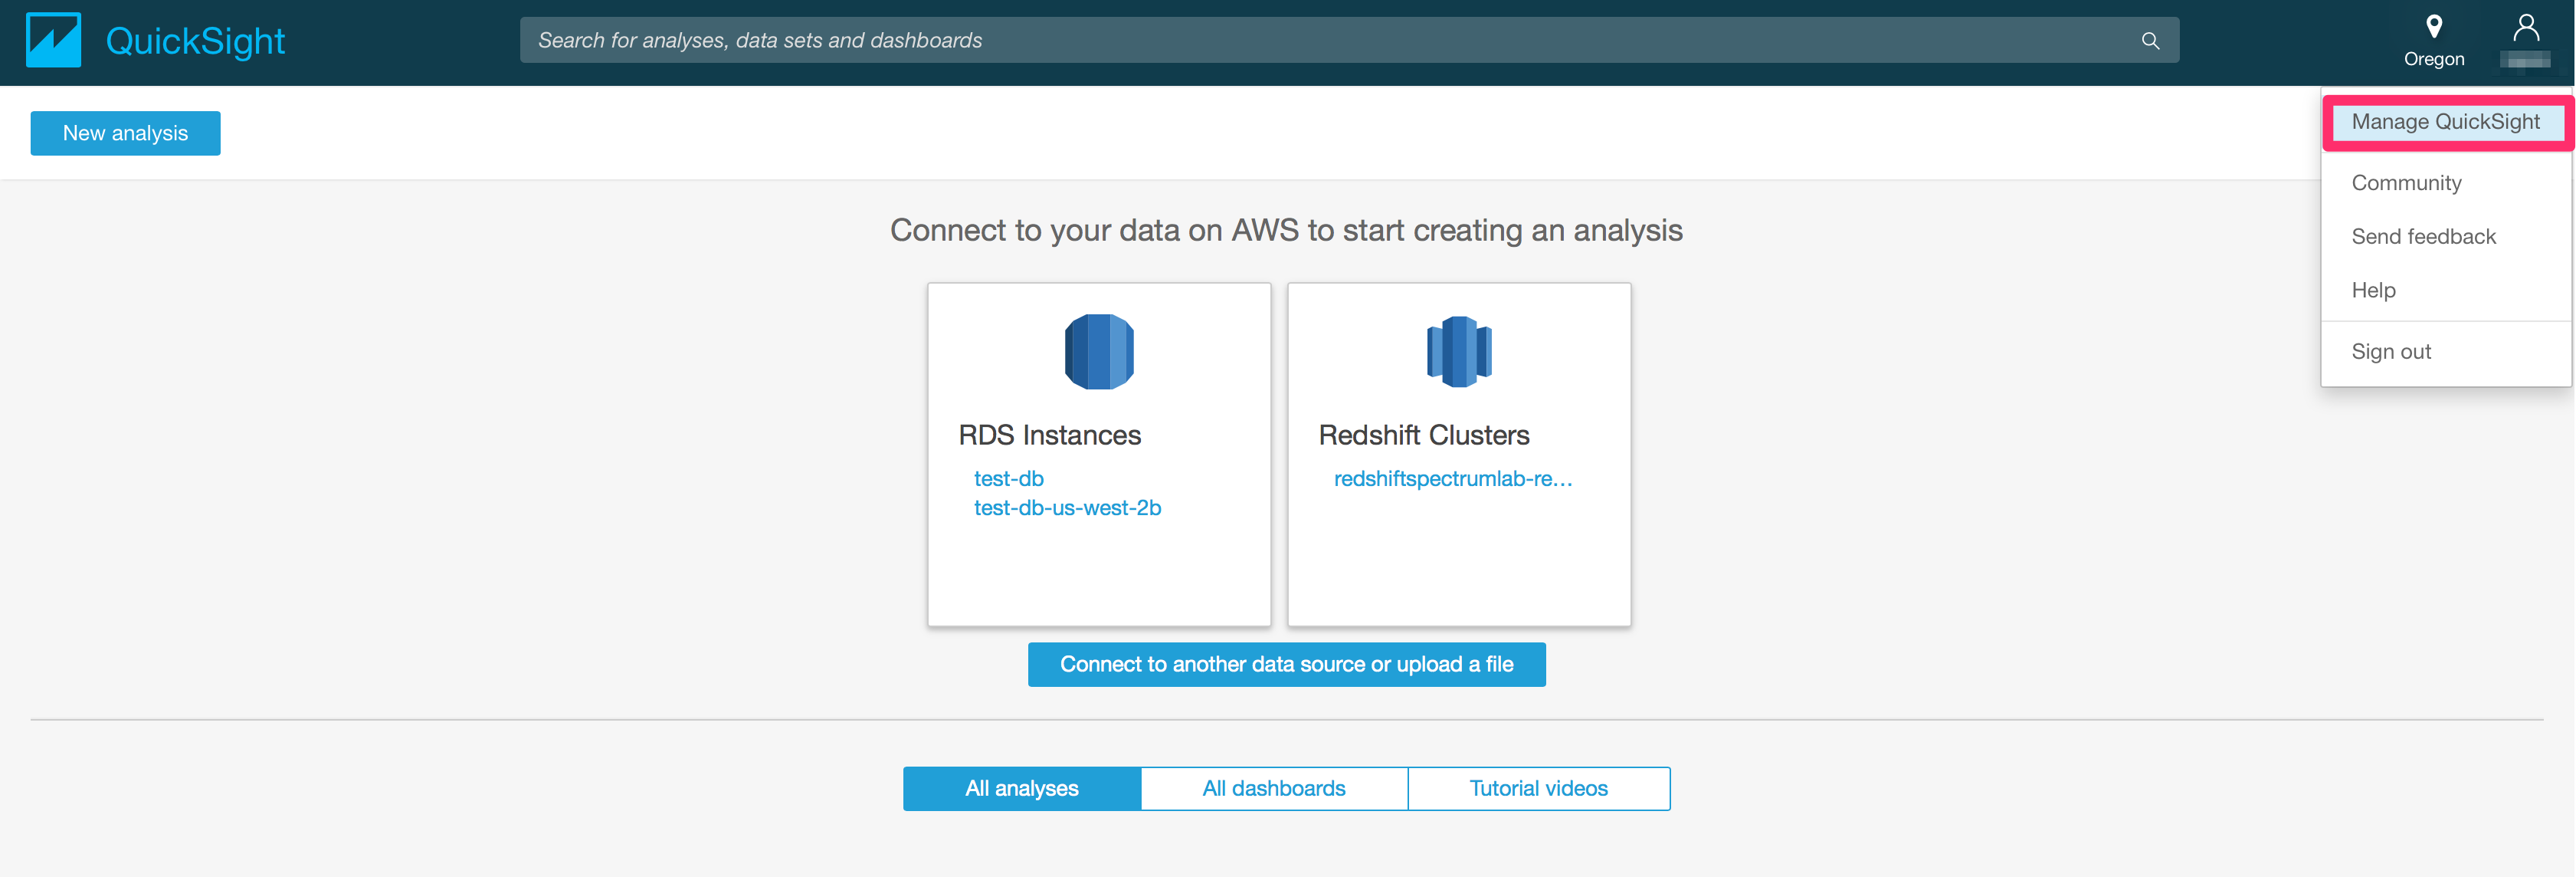 QuickSight
Search for analyses, data sets and dashboards
Oregon
New analysis
Manage QuickSight
Community
Send feedback
Help
Sign out
Connect to your data on AWS to start creating an analysis
RDS Instances
test-db
test-db-us-west-2b
Redshift Clusters
redshiftspectrumlab-re...
Connect to another data source or upload a file
All analyses
All dashboards
Tutorial videos